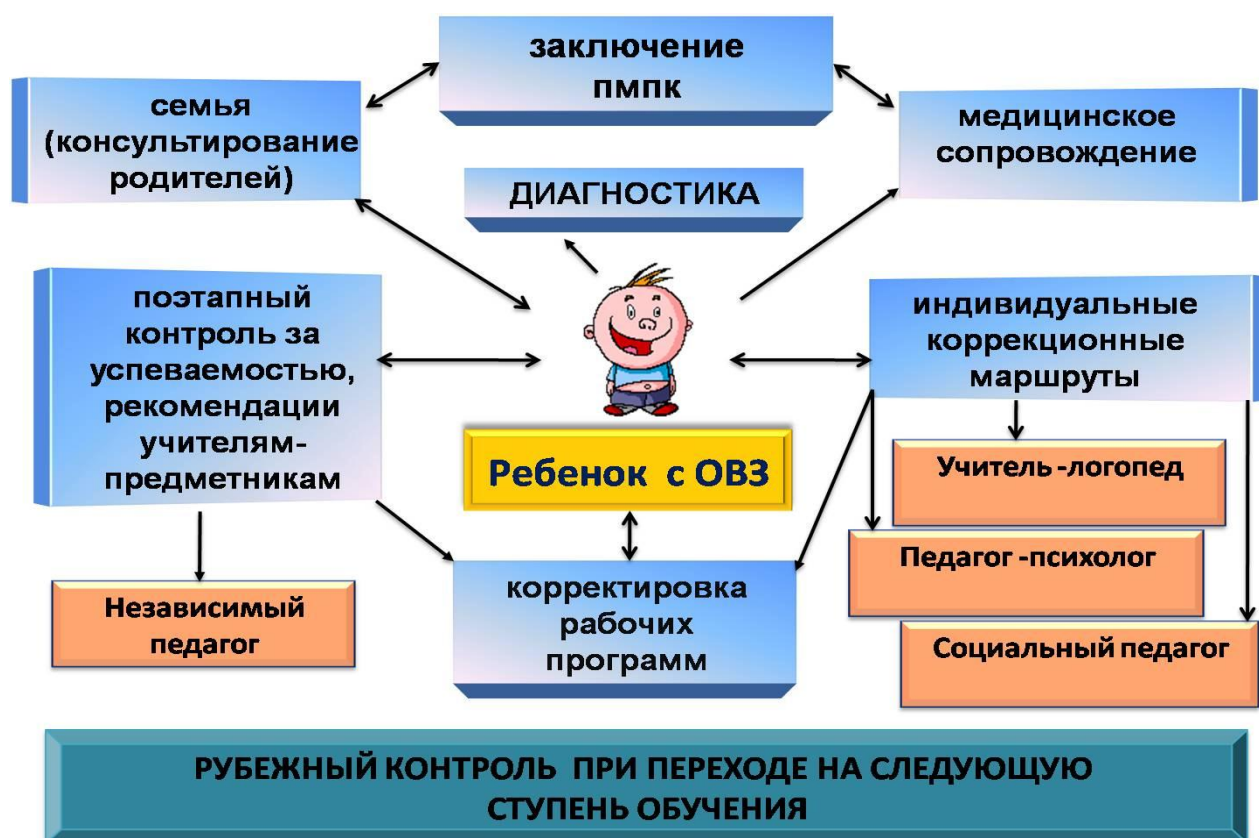 заключение
пмпк
семья
(консультирование
родителей)
медицинское
сопровождение
ДИАГНОСТИКА
поэтапный
контроль за
успеваемостью,
рекомендации
учителям-
предметникам
индивидуальные
коррекционные
маршруты
Ребенок с ОВЗ
Учитель -логопед
Педагог -психолог
Социальный педагог
Независимый
педагог
корректировка
рабочих
программ
РУБЕЖНЫЙ КОНТРОЛЬ ПРИ ПЕРЕХОДЕ НА СЛЕДУЮЩУЮ
СТУПЕНЬ ОБУЧЕНИЯ